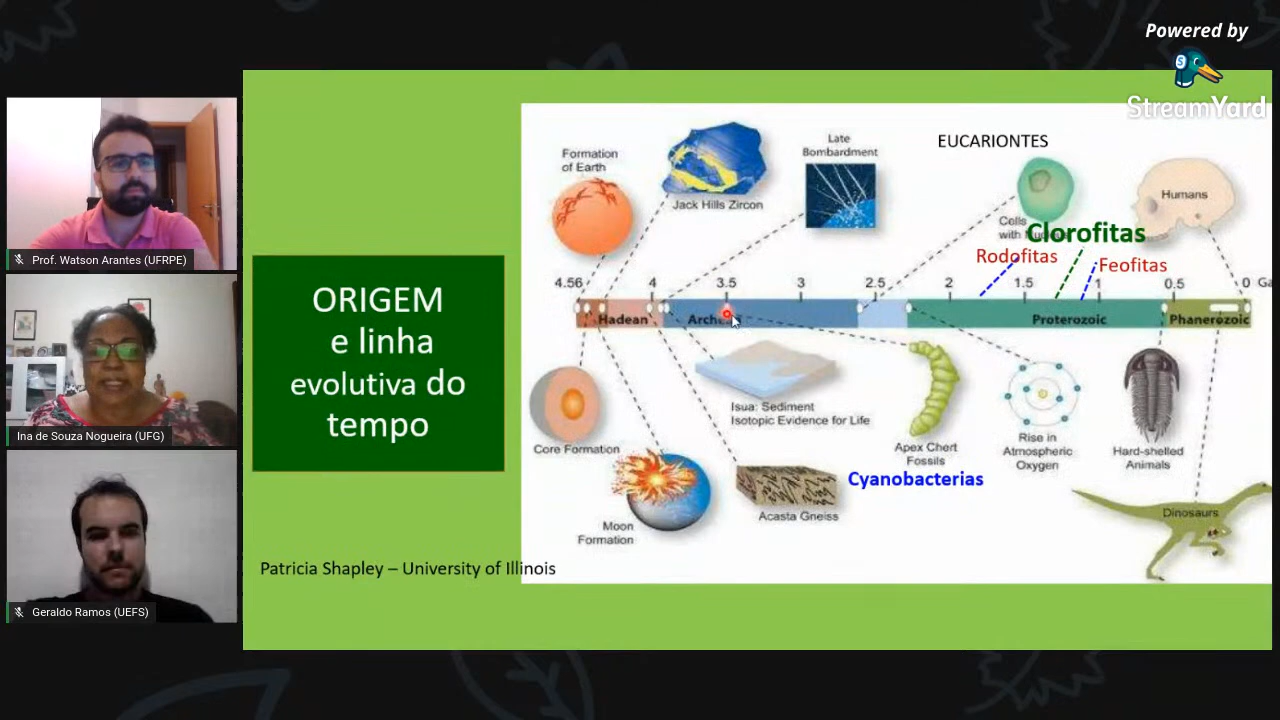 Powered by
StreamYard
Prof. Watson Arantes (UFRPE)
Ina de Souza Nogueira (UFG)
Geraldo Ramos (UEFS)
ORIGEM
e linha
evolutiva do
tempo
Patricia Shapley – University of Illinois
Formation
of Earth
Jack Hills Zircon
Late
Bombardment
EUCARIONTES
Cells
with
Humans
Clorofitas
Rodofitas
Feofitas
4.56 4 3.5 3 2.5 2 1.5 1 0.5 0
Hadean
Proterozoic
Phanerozoic
Core Formation
Isua: Sediment
Isotopic Evidence for Life
Apex Chert
Fossils
Rise in
Atmospheric
Oxygen
Hard-shelled
Animals
Cyanobacterias
Moon
Formation
Acasta Gneiss
Dinosaurs